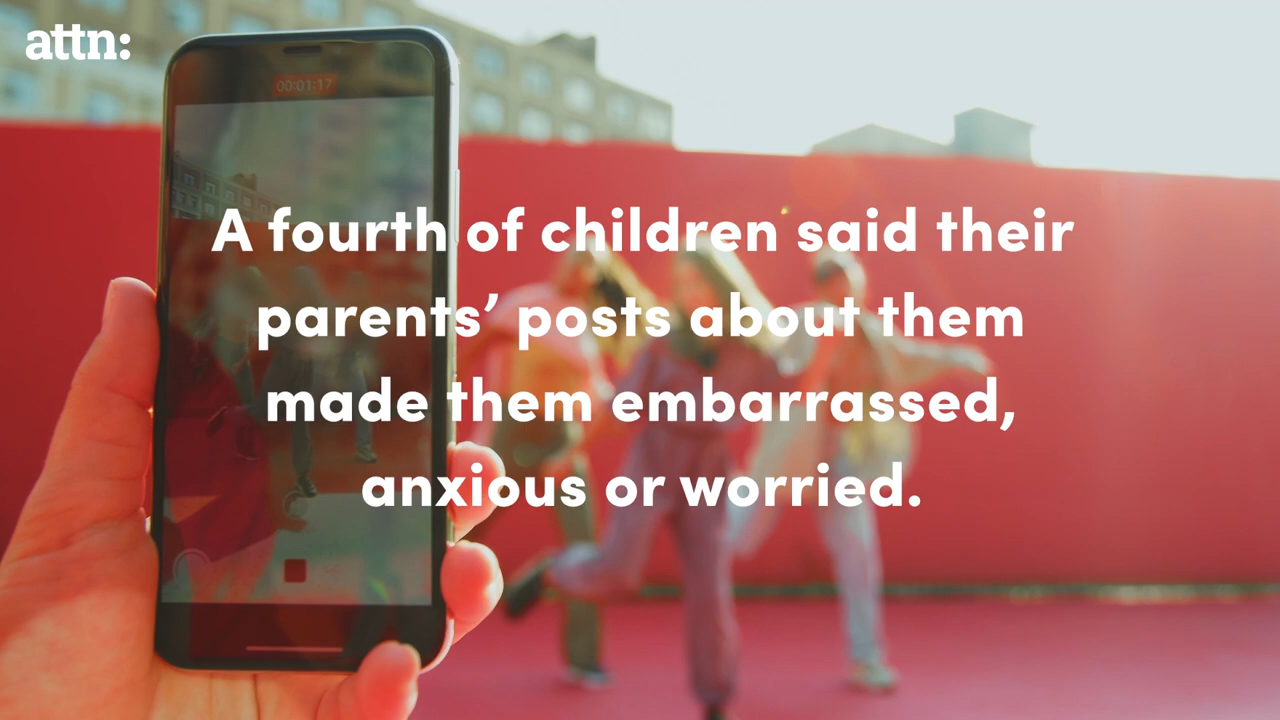 attn:
00:01:17
A fourth of children said their
parents’ posts about them
made them embarrassed,
anxious or worried.